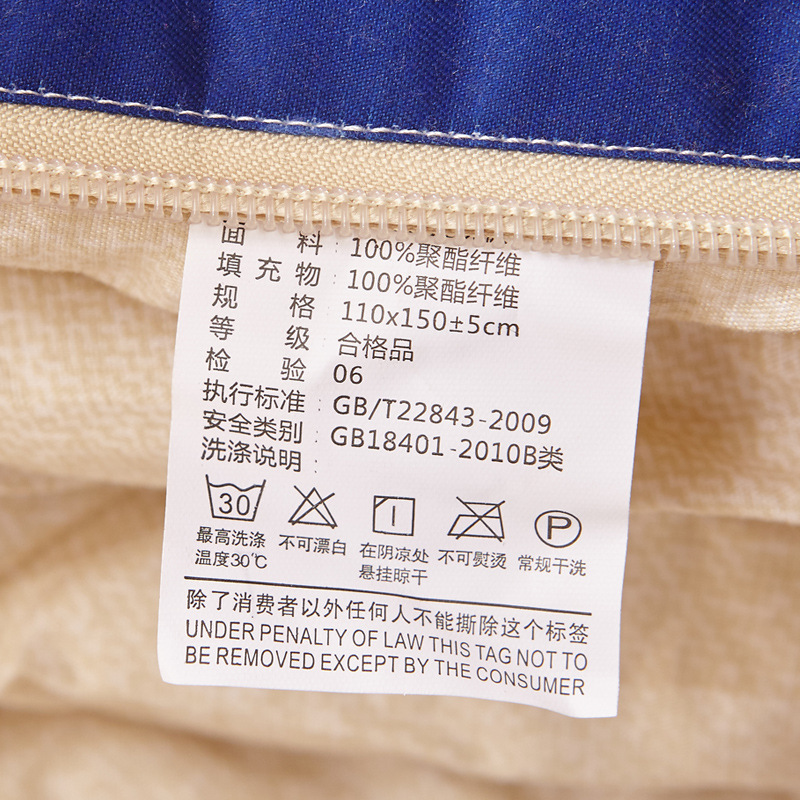 面 料：100%聚酯纤维
填充物：100%聚酯纤维
规 格：110x150±5cm
等 级：合格品
检 验：06
执行标准：GB/T22843-2009
安全类别：GB18401-2010B类
洗涤说明：
30 I P
最高洗涤 不可漂白 在阴凉处 不可熨烫 常规干洗
温度30℃ 悬挂晾干
除了消费者以外任何人不能撕除这个标签
UNDER PENALTY OF LAW THIS TAG NOT TO
BE REMOVED EXCEPT BY THE CONSUMER